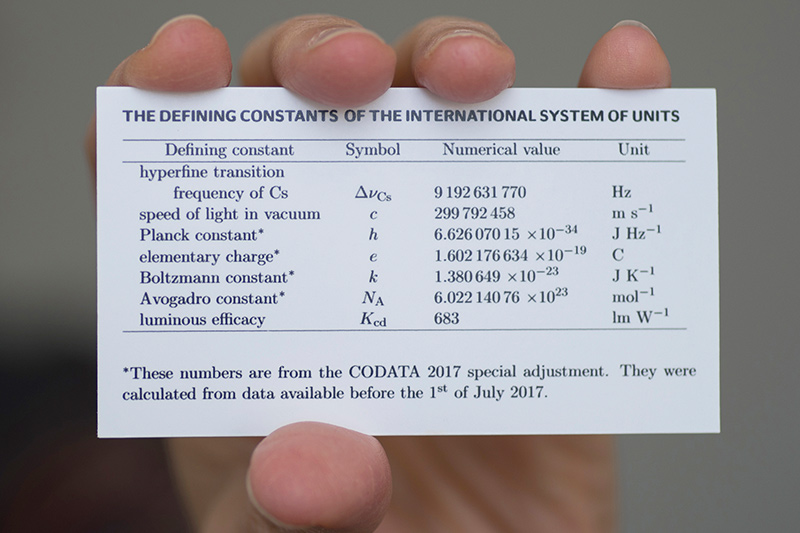 THE DEFINING CONSTANTS OF THE INTERNATIONAL SYSTEM OF UNITS
Defining constant Symbol Numerical value Unit
hyperfine transition
frequency of Cs Δν_Cs 9 192 631 770 Hz
speed of light in vacuum c 299 792 458 m s⁻¹
Planck constant* h 6.626 070 15 ×10⁻³⁴ J Hz⁻¹
elementary charge* e 1.602 176 634 ×10⁻¹⁹ C
Boltzmann constant* k 1.380 649 ×10⁻²³ J K⁻¹
Avogadro constant* N_A 6.022 140 76 ×10²³ mol⁻¹
luminous efficacy K_cd 683 lm W⁻¹
*These numbers are from the CODATA 2017 special adjustment. They were
calculated from data available before the 1ˢᵗ of July 2017.